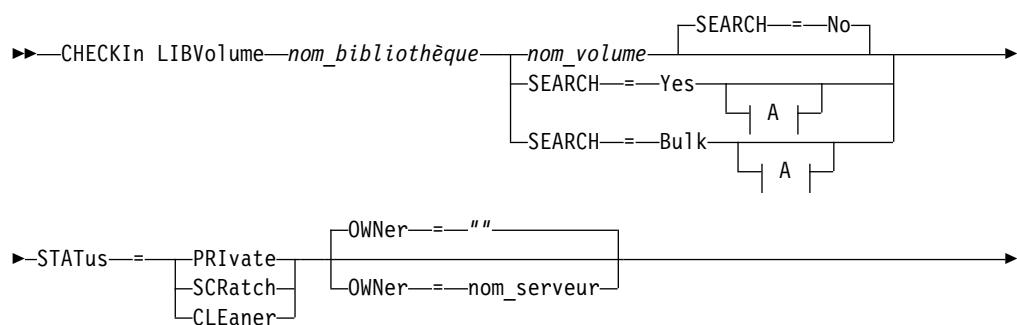 SEARCH = No
CHECKIn LIBVolume nom_bibliothèque nom_volume
SEARCH = Yes
A
SEARCH = Bulk
A
OWNer = ""
STATus = PRIvate
SCRatch OWNer = nom_serveur
CLEaner